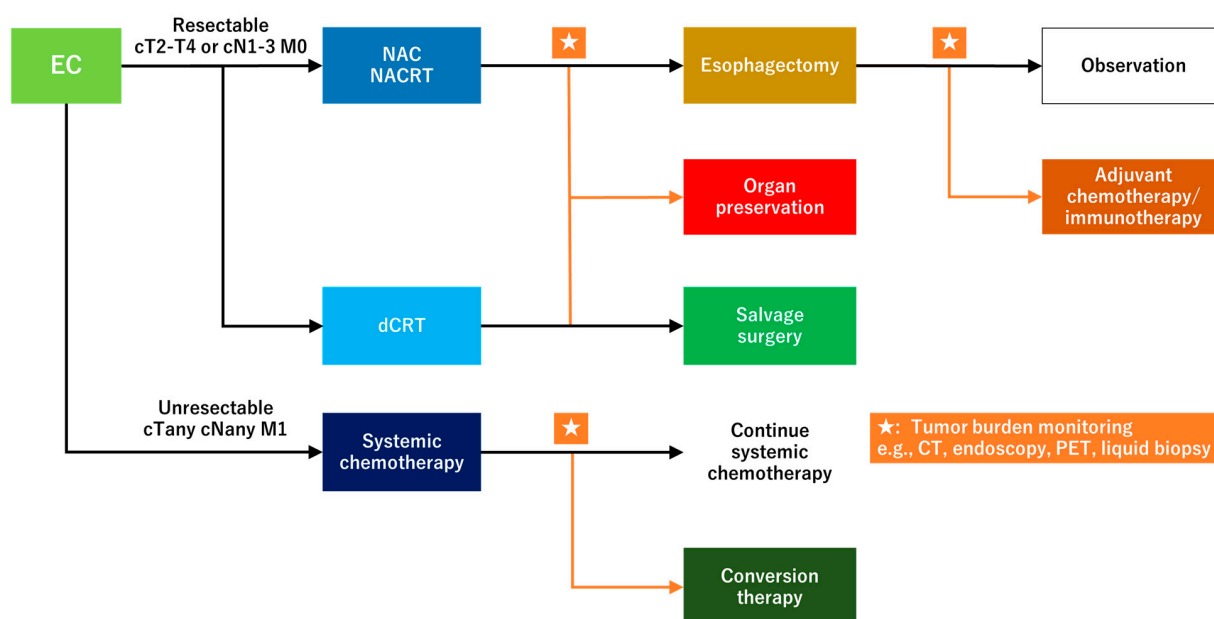 EC
Resectable
cT2-T4 or cN1-3 M0
NAC
NACRT
★
Esophagectomy
★
Observation
Organ
preservation
Adjuvant
chemotherapy/
immunotherapy
dCRT
Salvage
surgery
Unresectable
cTany cNany M1
Systemic
chemotherapy
★
Continue
systemic
chemotherapy
★: Tumor burden monitoring
e.g., CT, endoscopy, PET, liquid biopsy
Conversion
therapy